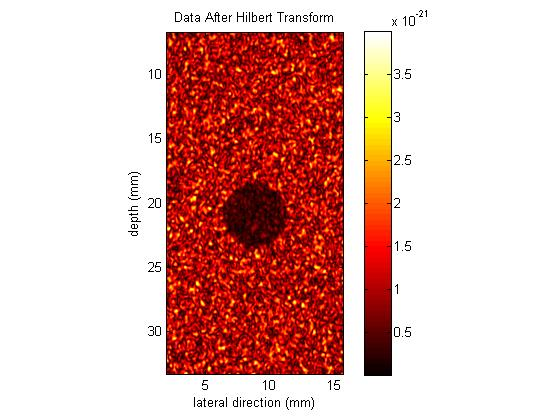 Data After Hilbert Transform
x 10^-21
10
15
20
25
30
depth (mm)
5 10 15
lateral direction (mm)
4
3.5
3
2.5
2
1.5
1
0.5